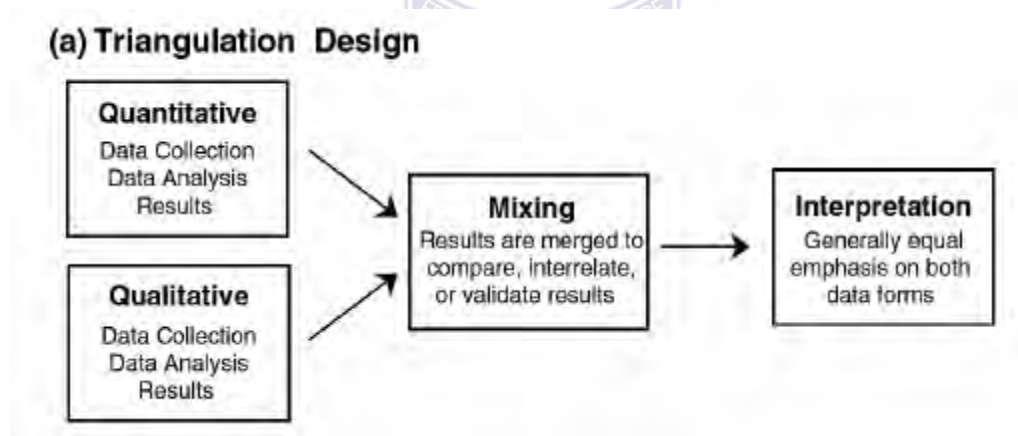 (a) Triangulation Design
Quantitative
Data Collection
Data Analysis
Results
Qualitative
Data Collection
Data Analysis
Results
Mixing
Results are merged to
compare, interrelate,
or validate results
Interpretation
Generally equal
emphasis on both
data forms